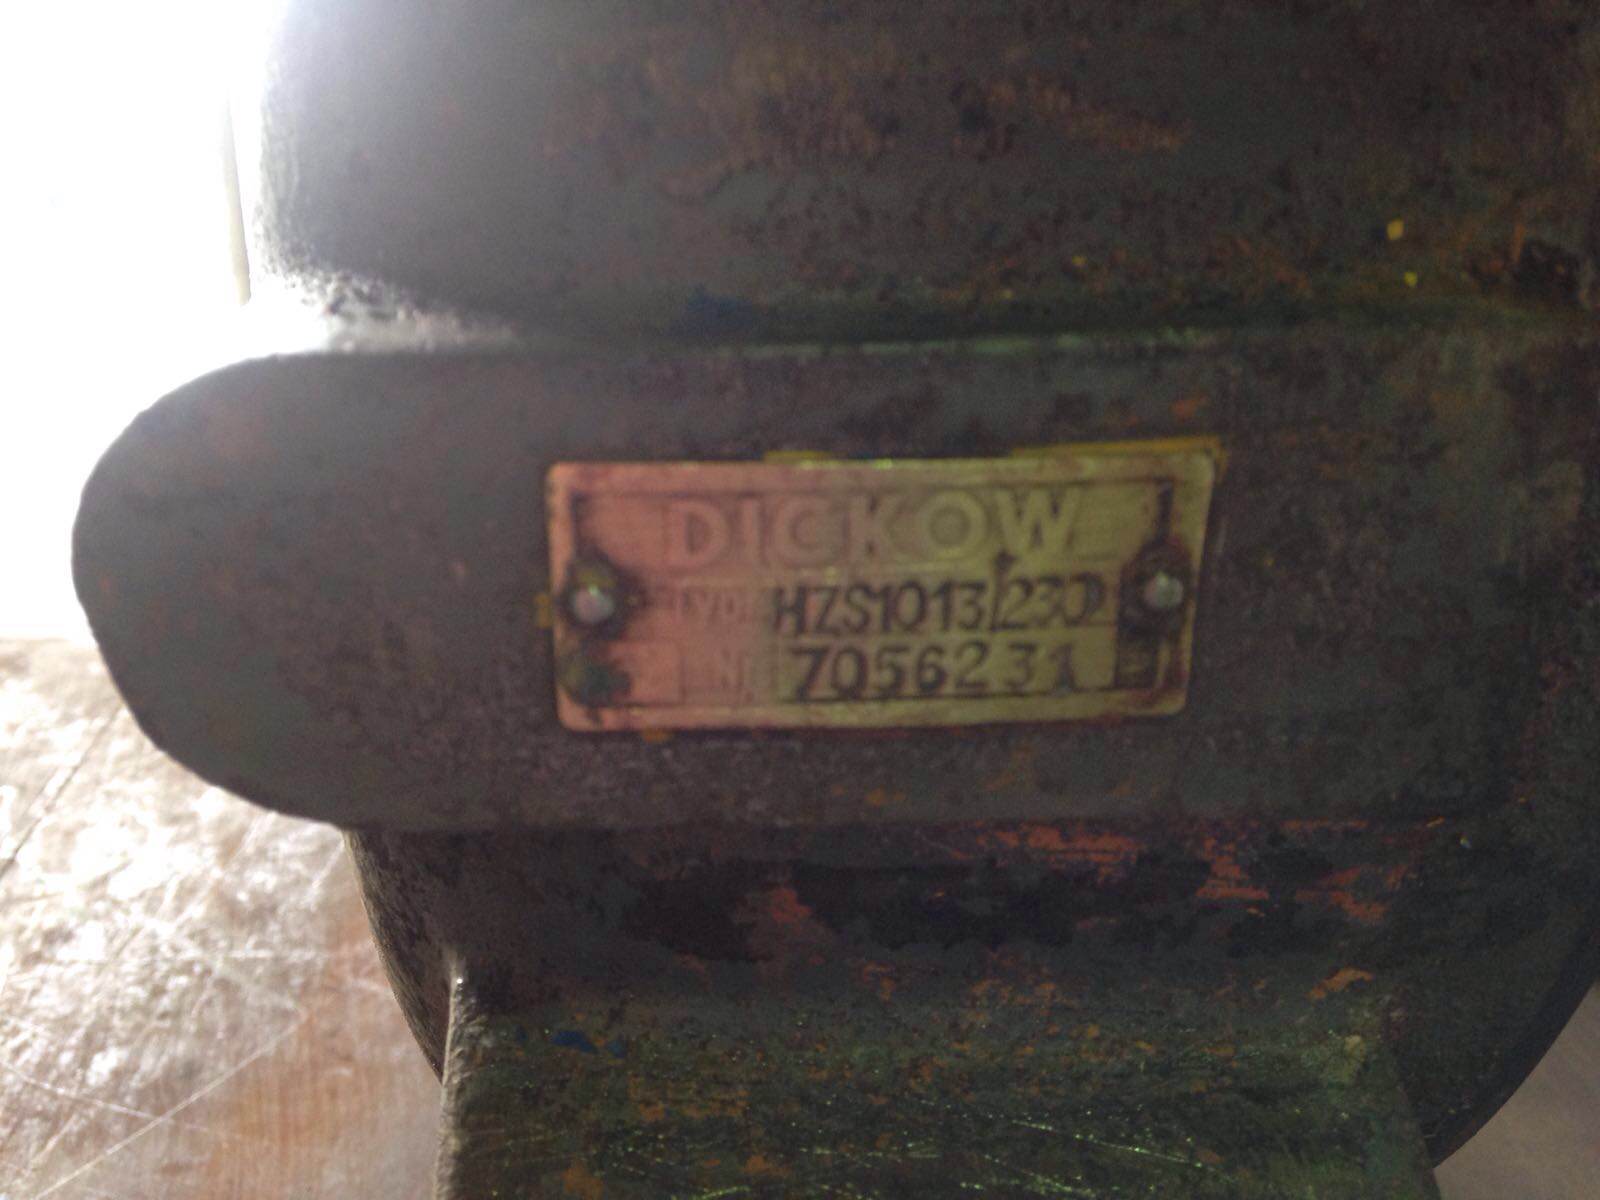 DICKOW
Type HZS1013/230
Nr. 7056231